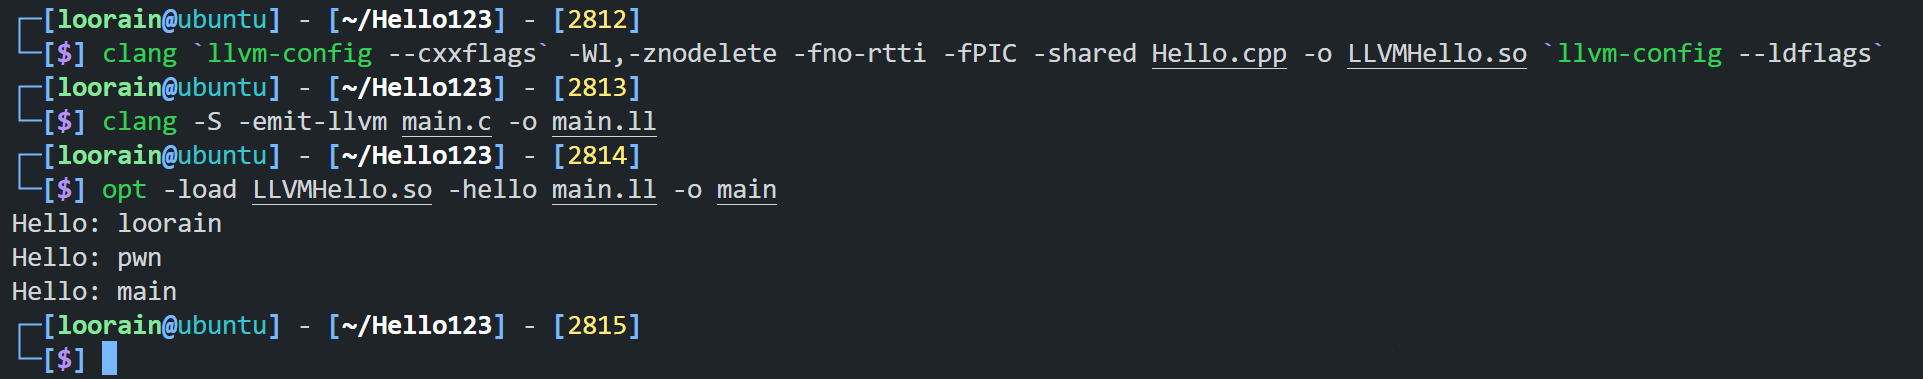 ┌─[loorain@ubuntu] - [~/Hello123] - [2812]
└─[$] clang `llvm-config --cxxflags` -Wl,-znodelete -fno-rtti -fPIC -shared Hello.cpp -o LLVMHello.so `llvm-config --ldflags`
┌─[loorain@ubuntu] - [~/Hello123] - [2813]
└─[$] clang -S -emit-llvm main.c -o main.ll
┌─[loorain@ubuntu] - [~/Hello123] - [2814]
└─[$] opt -load LLVMHello.so -hello main.ll -o main
Hello: loorain
Hello: pwn
Hello: main
┌─[loorain@ubuntu] - [~/Hello123] - [2815]
└─[$]